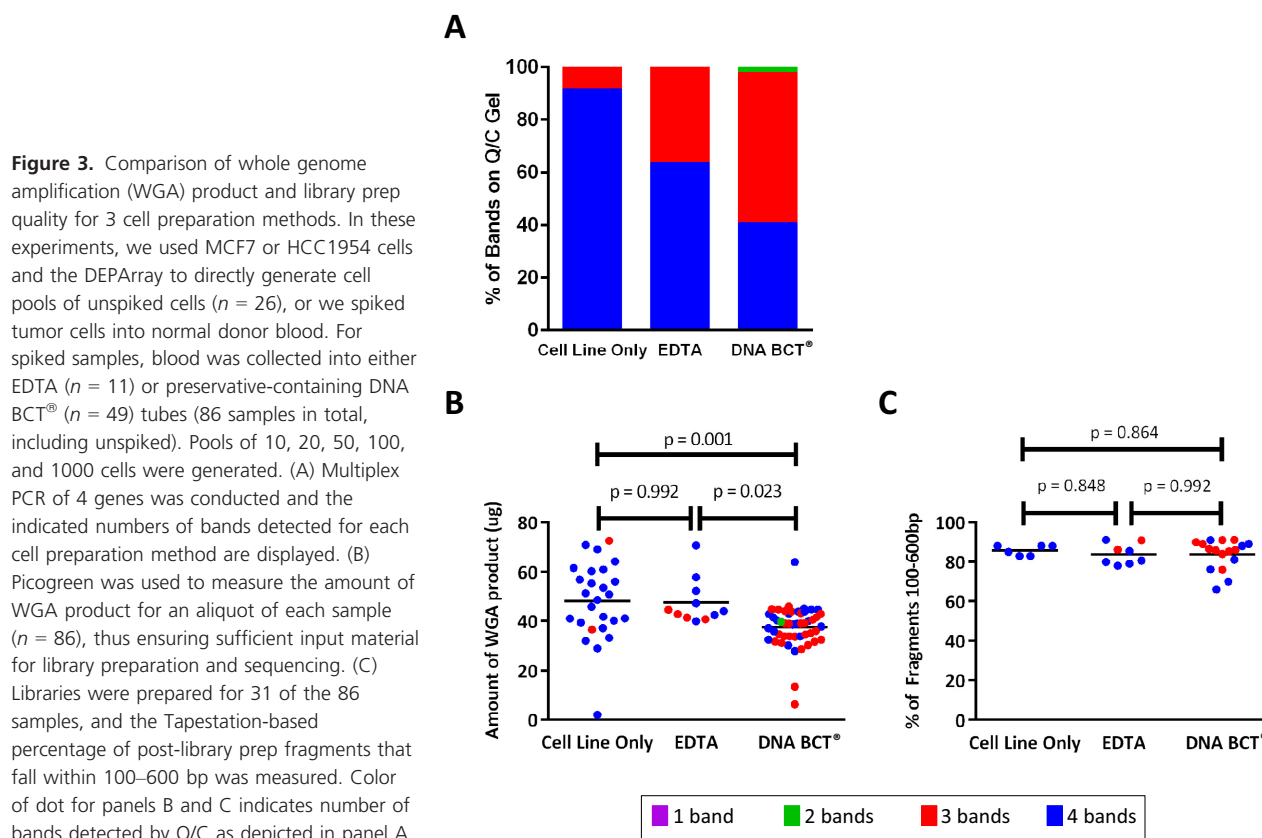 Figure 3. Comparison of whole genome
amplification (WGA) product and library prep
quality for 3 cell preparation methods. In these
experiments, we used MCF7 or HCC1954 cells
and the DEPArray to directly generate cell
pools of unspiked cells (n = 26), or we spiked
tumor cells into normal donor blood. For
spiked samples, blood was collected into either
EDTA (n = 11) or preservative-containing DNA
BCT® (n = 49) tubes (86 samples in total,
including unspiked). Pools of 10, 20, 50, 100,
and 1000 cells were generated. (A) Multiplex
PCR of 4 genes was conducted and the
indicated numbers of bands detected for each
cell preparation method are displayed. (B)
Picogreen was used to measure the amount of
WGA product for an aliquot of each sample
(n = 86), thus ensuring sufficient input material
for library preparation and sequencing. (C)
Libraries were prepared for 31 of the 86
samples, and the Tapestation-based
percentage of post-library prep fragments that
fall within 100–600 bp was measured. Color
of dot for panels B and C indicates number of
bands detected by Q/C as depicted in panel A.
A
% of Bands on Q/C Gel
100
80
60
40
20
0
Cell Line Only EDTA DNA BCT®
B
p = 0.001
p = 0.992 p = 0.023
Amount of WGA product (ug)
80
60
40
20
0
Cell Line Only EDTA DNA BCT®
C
p = 0.864
p = 0.848 p = 0.992
% of Fragments 100-600bp
100
80
60
40
20
0
Cell Line Only EDTA DNA BCT®
1 band 2 bands 3 bands 4 bands